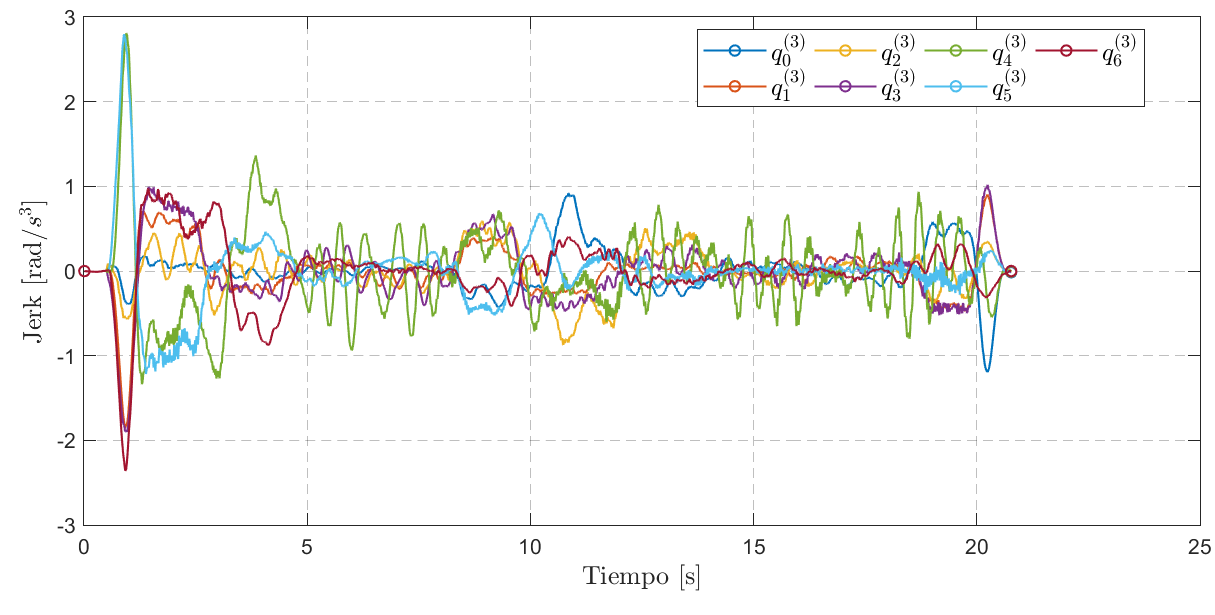 3
2
1
0
-1
-2
-3
Jerk [rad/s³]
q₀⁽³⁾ q₂⁽³⁾ q₄⁽³⁾ q₆⁽³⁾
q₁⁽³⁾ q₃⁽³⁾ q₅⁽³⁾
0 5 10 15 20 25
Tiempo [s]